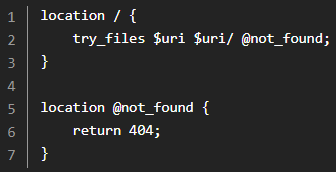 1 location / {
2     try_files $uri $uri/ @not_found;
3 }
4
5 location @not_found {
6     return 404;
7 }